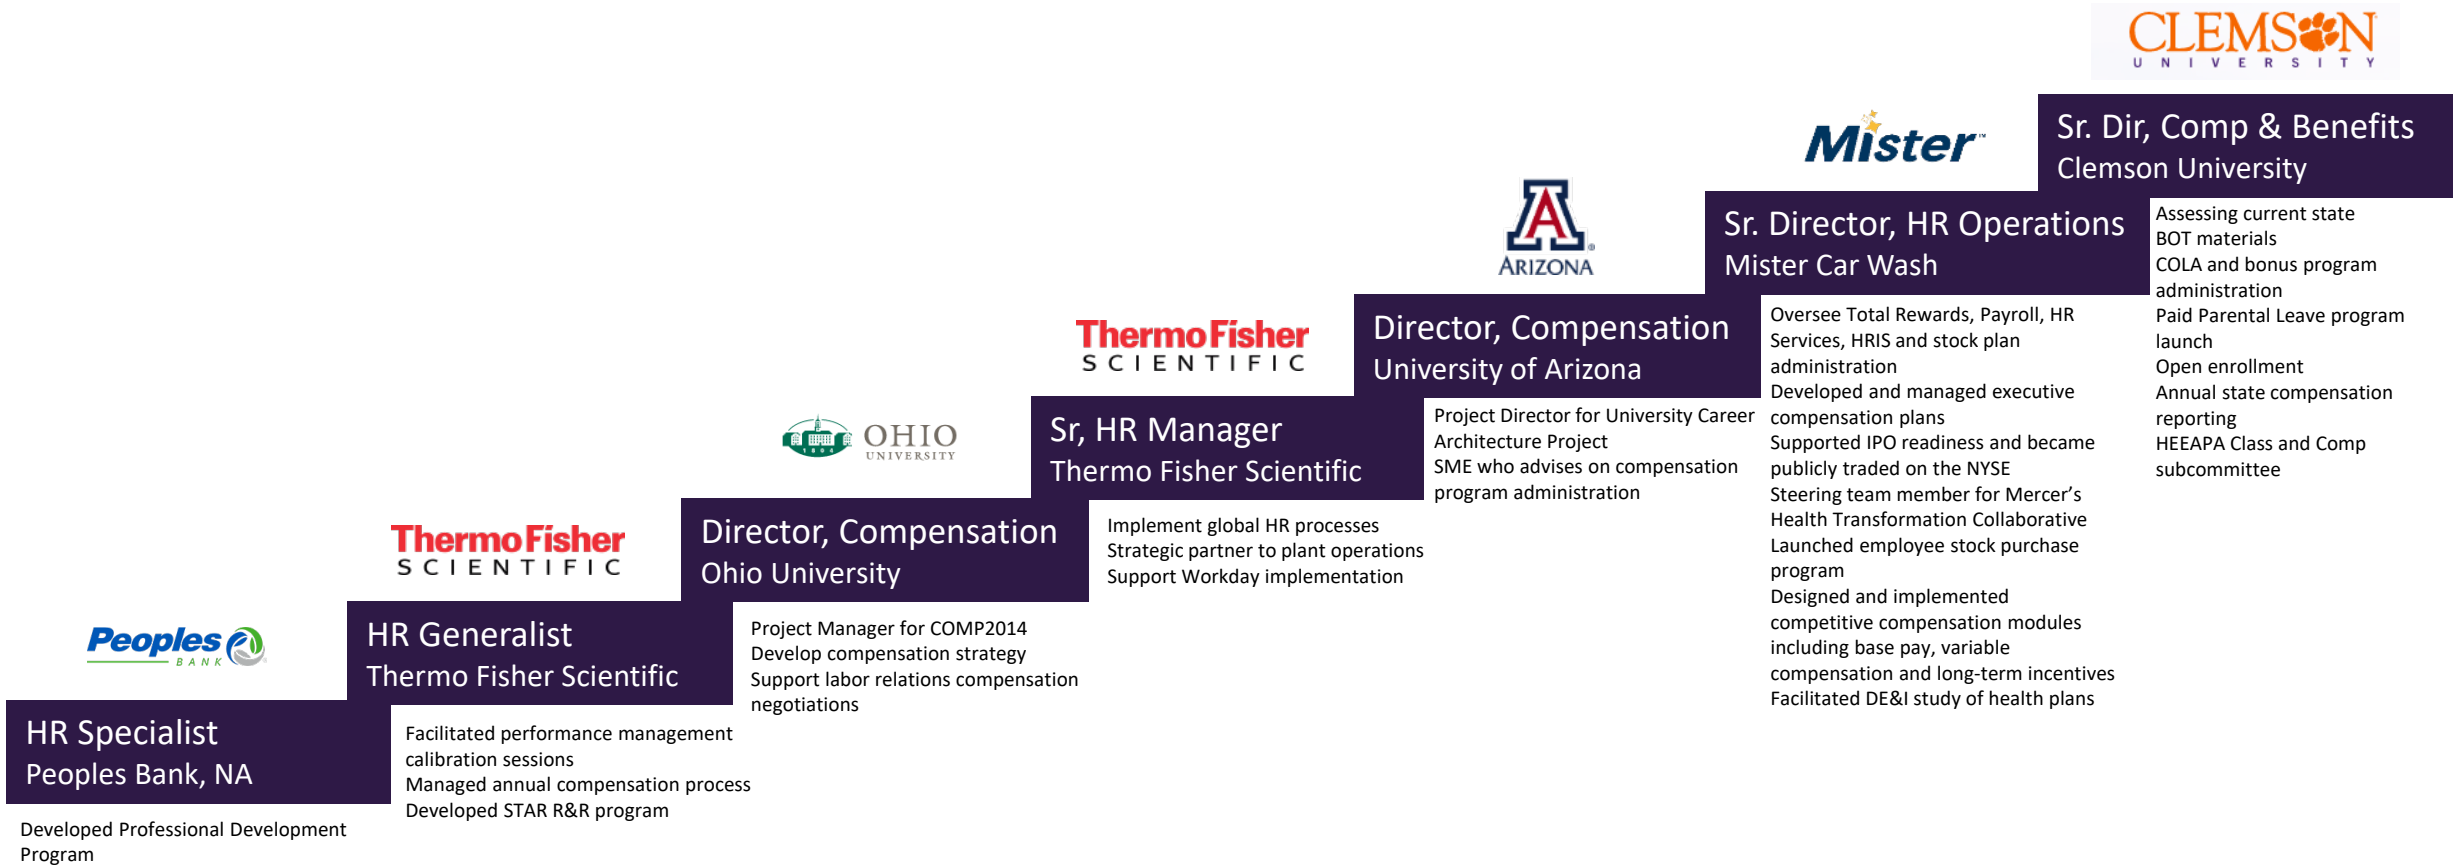 Peoples
BANK
HR Specialist
Peoples Bank, NA
Developed Professional Development
Program
ThermoFisher
SCIENTIFIC
HR Generalist
Thermo Fisher Scientific
Facilitated performance management
calibration sessions
Managed annual compensation process
Developed STAR R&R program
1804
OHIO
UNIVERSITY
Director, Compensation
Ohio University
Project Manager for COMP2014
Develop compensation strategy
Support labor relations compensation
negotiations
ThermoFisher
SCIENTIFIC
Sr, HR Manager
Thermo Fisher Scientific
Implement global HR processes
Strategic partner to plant operations
Support Workday implementation
A
ARIZONA
Director, Compensation
University of Arizona
Project Director for University Career
Architecture Project
SME who advises on compensation
program administration
Mister™
Sr. Director, HR Operations
Mister Car Wash
Oversee Total Rewards, Payroll, HR
Services, HRIS and stock plan
administration
Developed and managed executive
compensation plans
Supported IPO readiness and became
publicly traded on the NYSE
Steering team member for Mercer’s
Health Transformation Collaborative
Launched employee stock purchase
program
Designed and implemented
competitive compensation modules
including base pay, variable
compensation and long-term incentives
Facilitated DE&I study of health plans
CLEMSON
UNIVERSITY
Sr. Dir, Comp & Benefits
Clemson University
Assessing current state
BOT materials
COLA and bonus program
administration
Paid Parental Leave program
launch
Open enrollment
Annual state compensation
reporting
HEEAPA Class and Comp
subcommittee